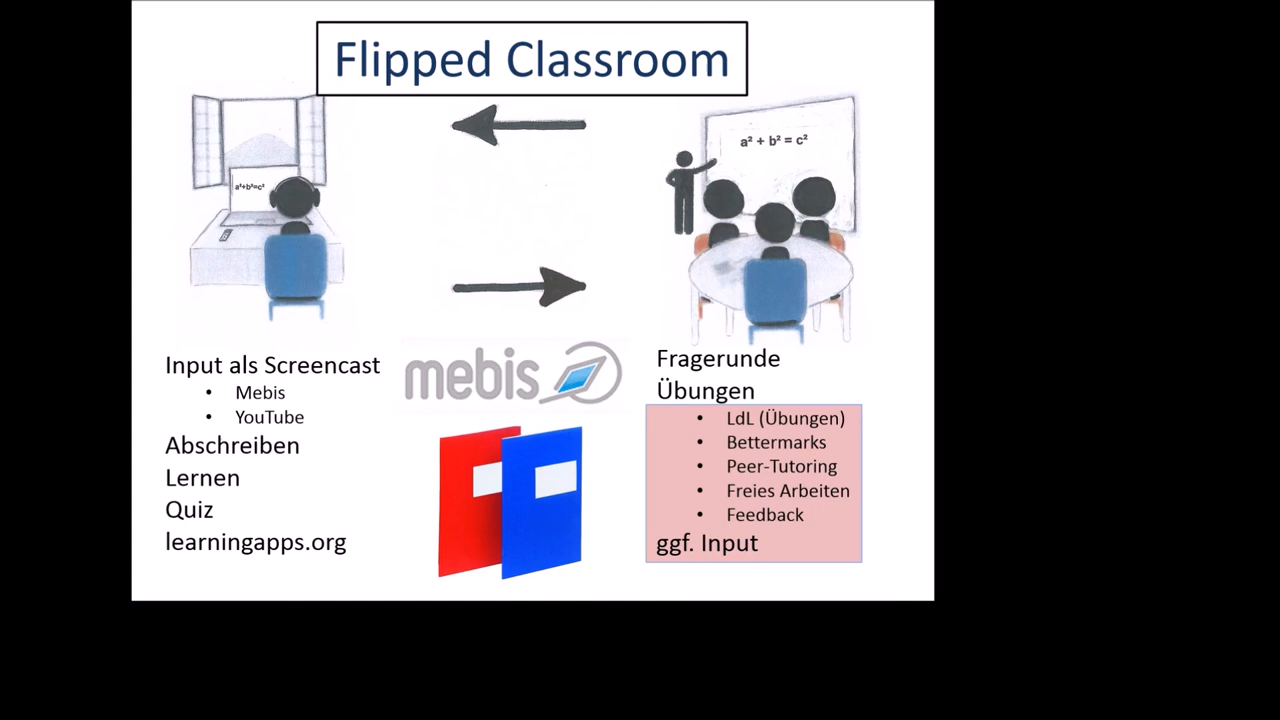 Flipped Classroom
a²+b²=c²
a² + b² = c²
Input als Screencast
• Mebis
• YouTube
Abschreiben
Lernen
Quiz
learningapps.org
mebis
Fragerunde
Übungen
• LdL (Übungen)
• Bettermarks
• Peer-Tutoring
• Freies Arbeiten
• Feedback
ggf. Input